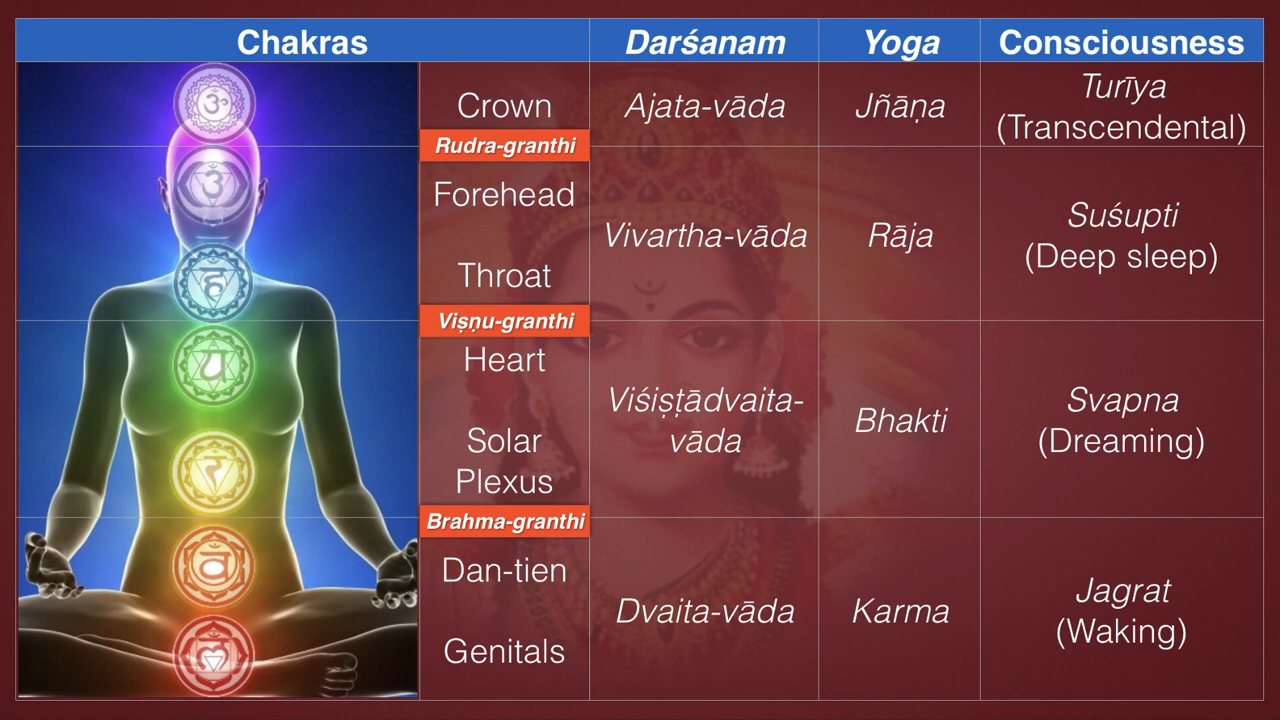 Chakras
Darśanam
Yoga
Consciousness
ॐ
Crown
Ajata-vāda
Jñāṇa
Turīya
(Transcendental)
Rudra-granthi
ॐ
Forehead
Throat
Vivartha-vāda
Rāja
Suśupti
(Deep sleep)
हं
Viṣṇu-granthi
यं
Heart
Solar
Plexus
Viśiṣṭādvaita-
vāda
Bhakti
Svapna
(Dreaming)
रं
Brahma-granthi
वं
Dan-tien
Genitals
Dvaita-vāda
Karma
Jagrat
(Waking)
लं